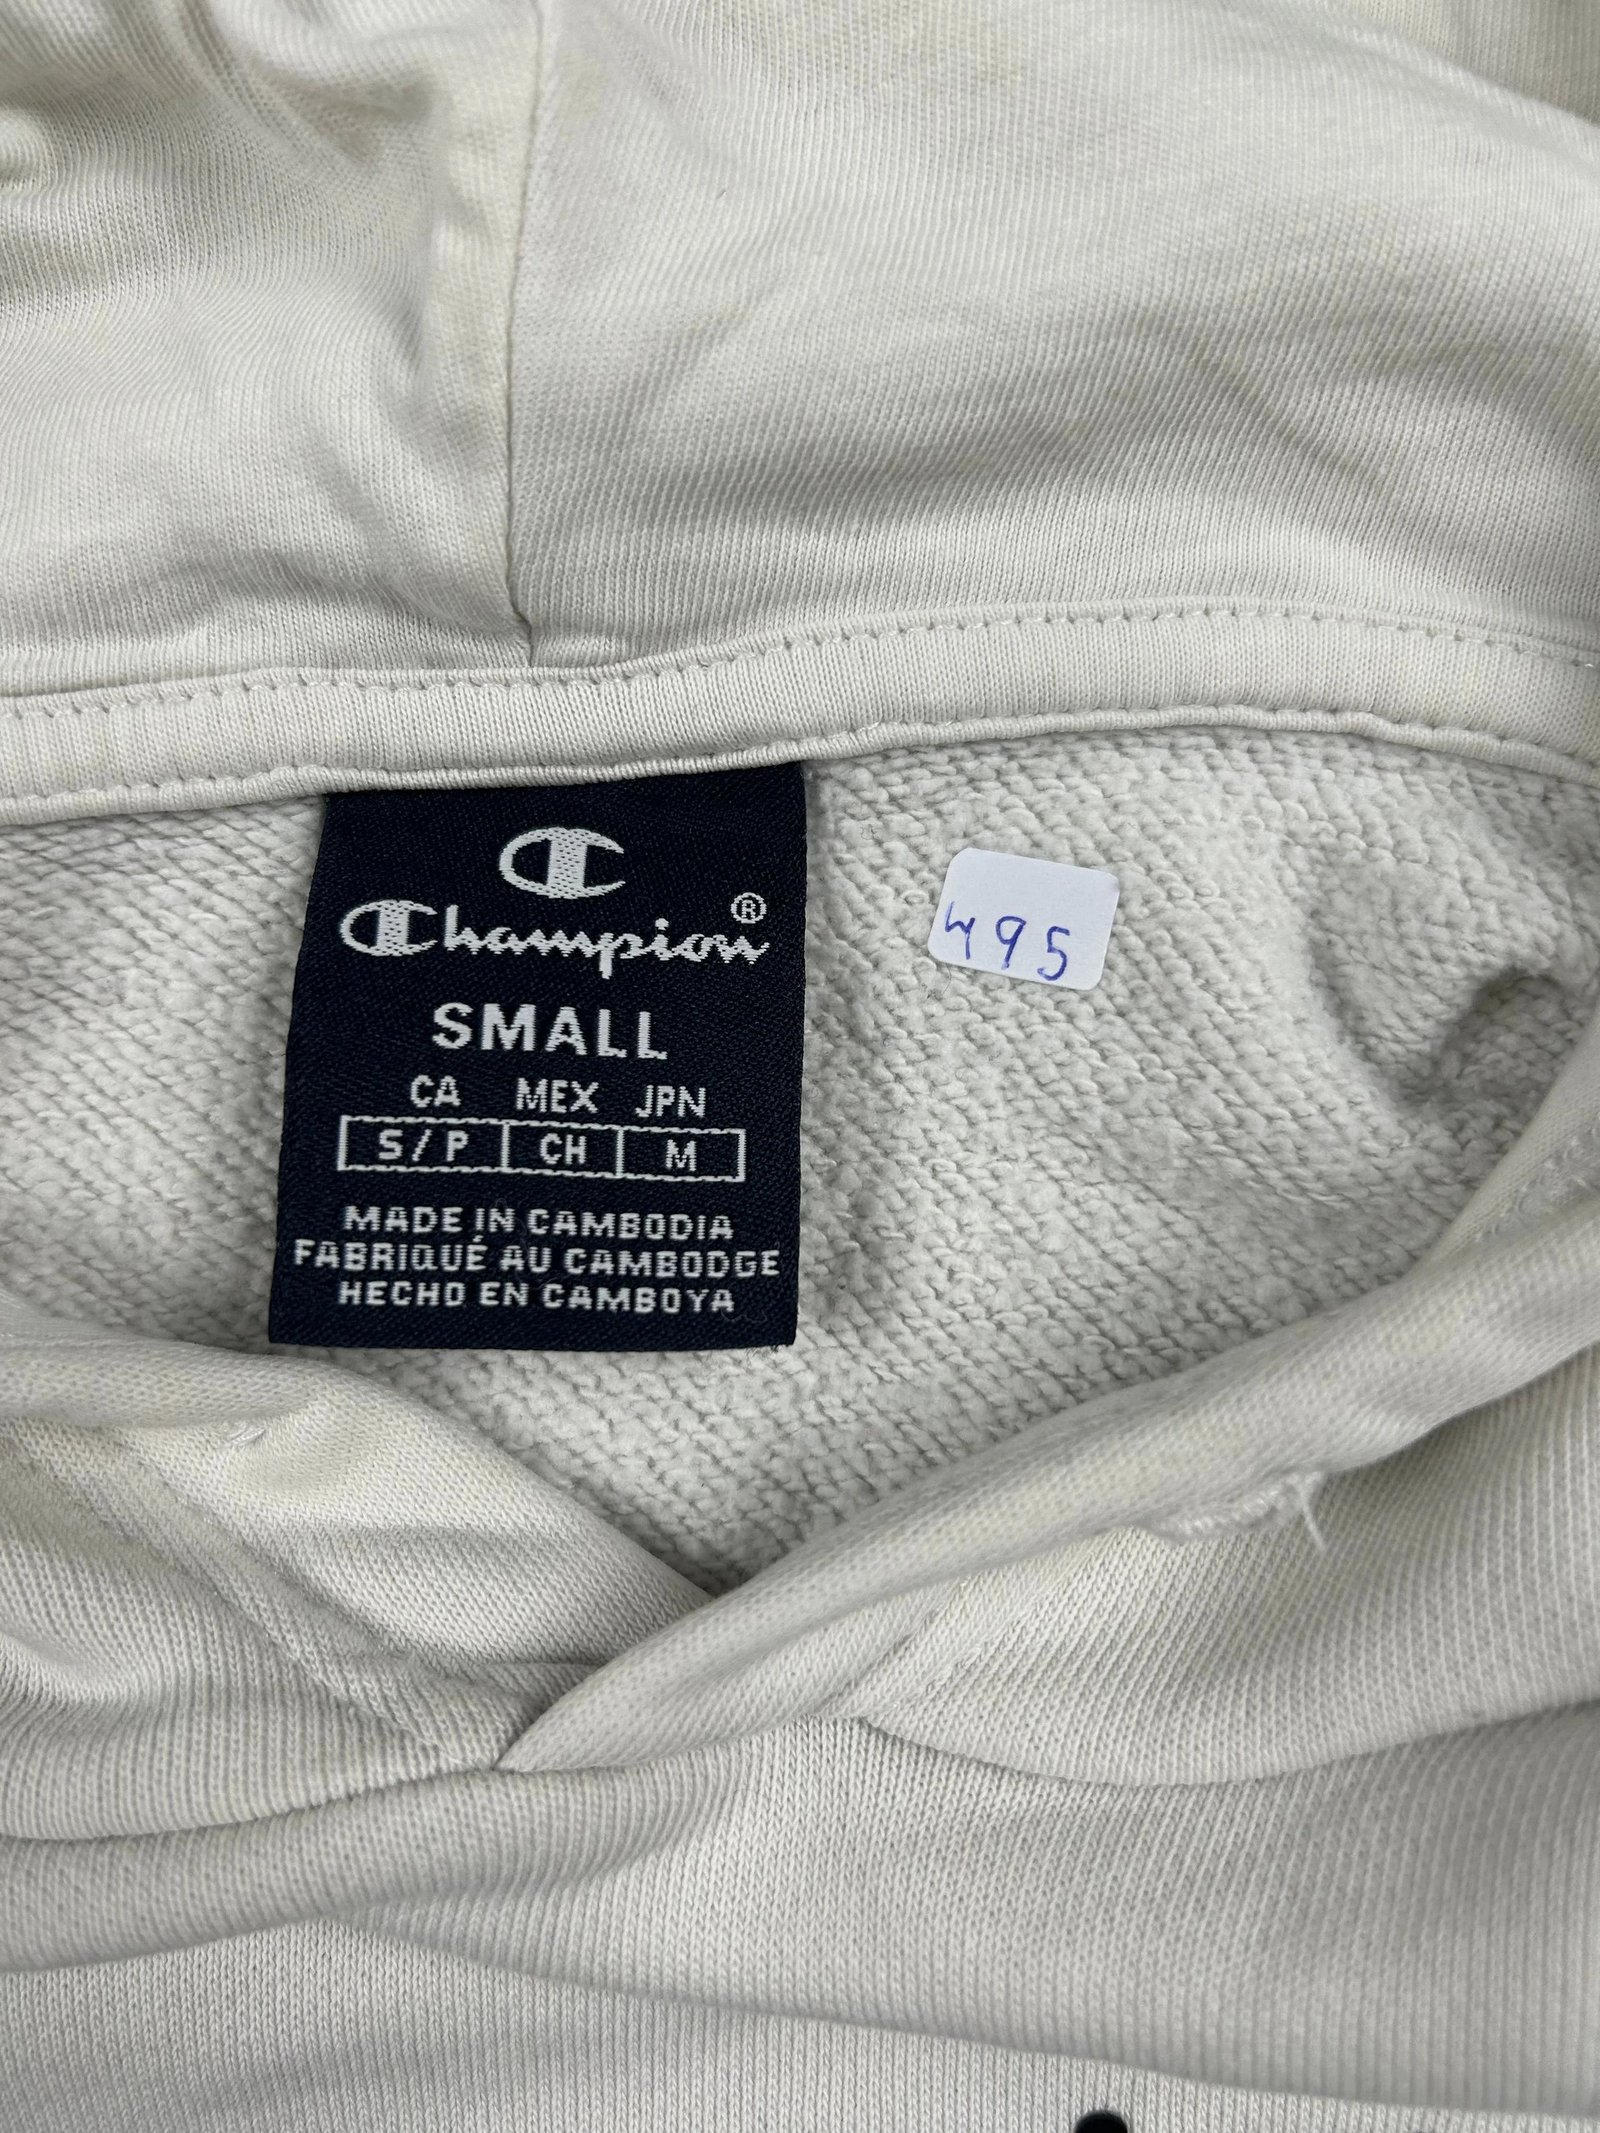 Champion®
SMALL
CA MEX JPN
S/P CH M
MADE IN CAMBODIA
FABRIQUÉ AU CAMBODGE
HECHO EN CAMBOYA
495